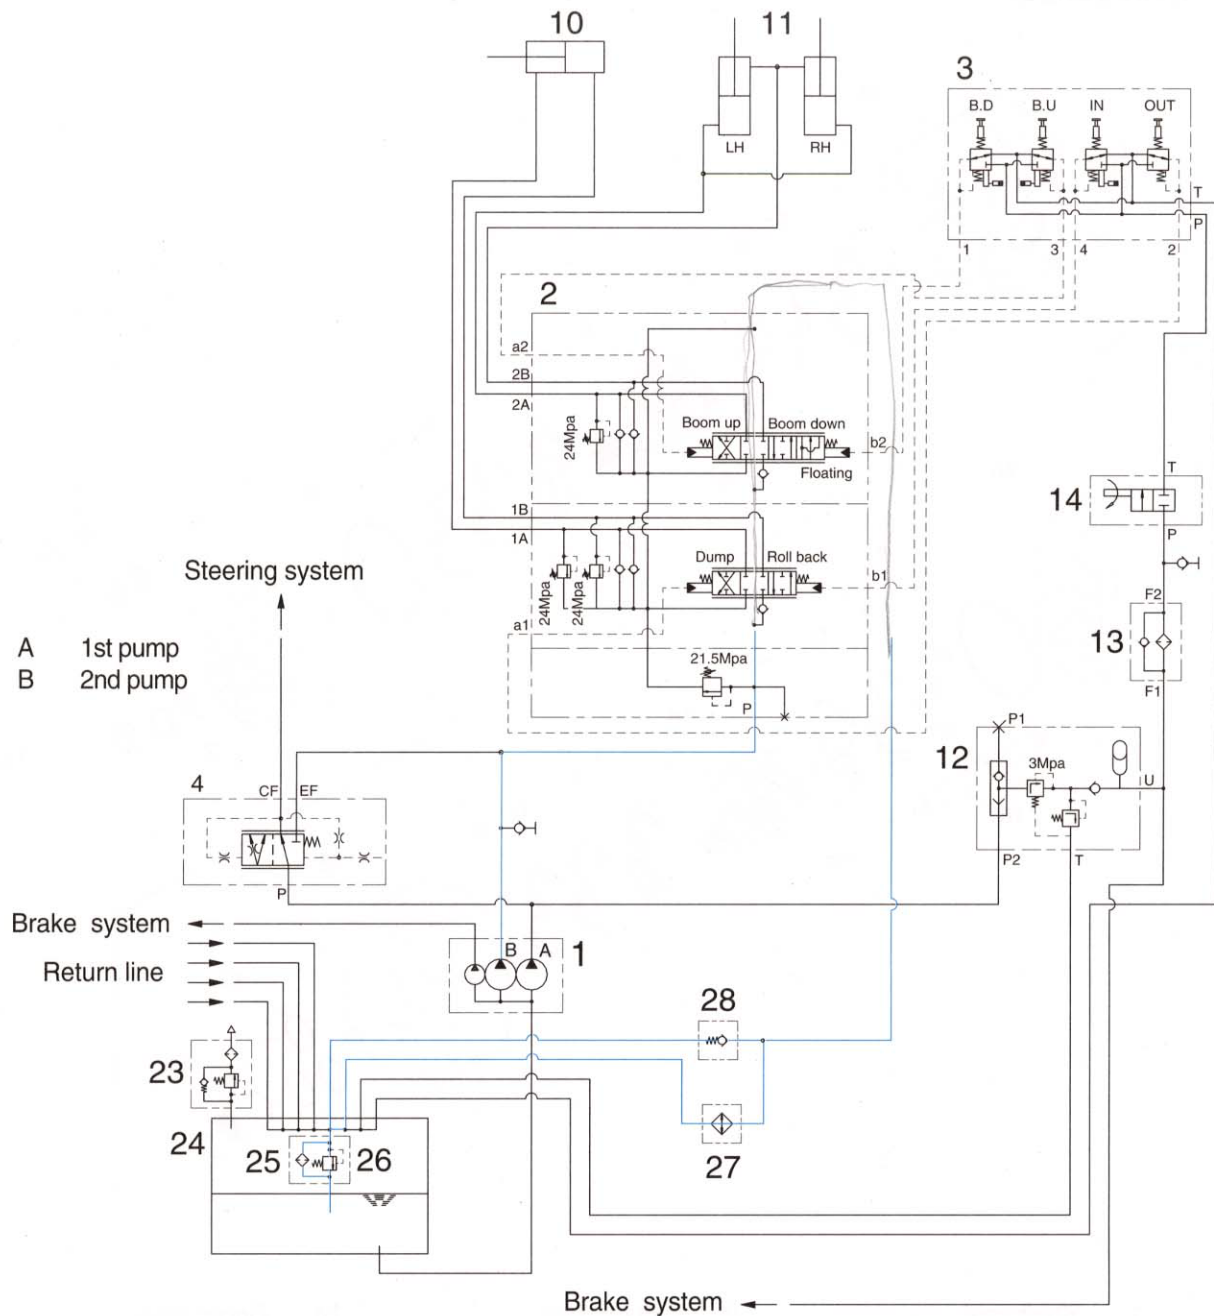 10
11
3
B.D
B.U
IN
OUT
LH
RH
T
P
1
3
4
2
2
a2
2B
2A
24Mpa
Boom up
Boom down
b2
Floating
1B
1A
24Mpa
24Mpa
Dump
Roll back
b1
a1
21.5Mpa
P
T
14
P
F2
13
F1
Steering system
A 1st pump
B 2nd pump
P1
12
3Mpa
U
P2
T
4
CF
EF
P
Brake system
Return line
B
A
1
28
23
24
25
26
27
Brake system